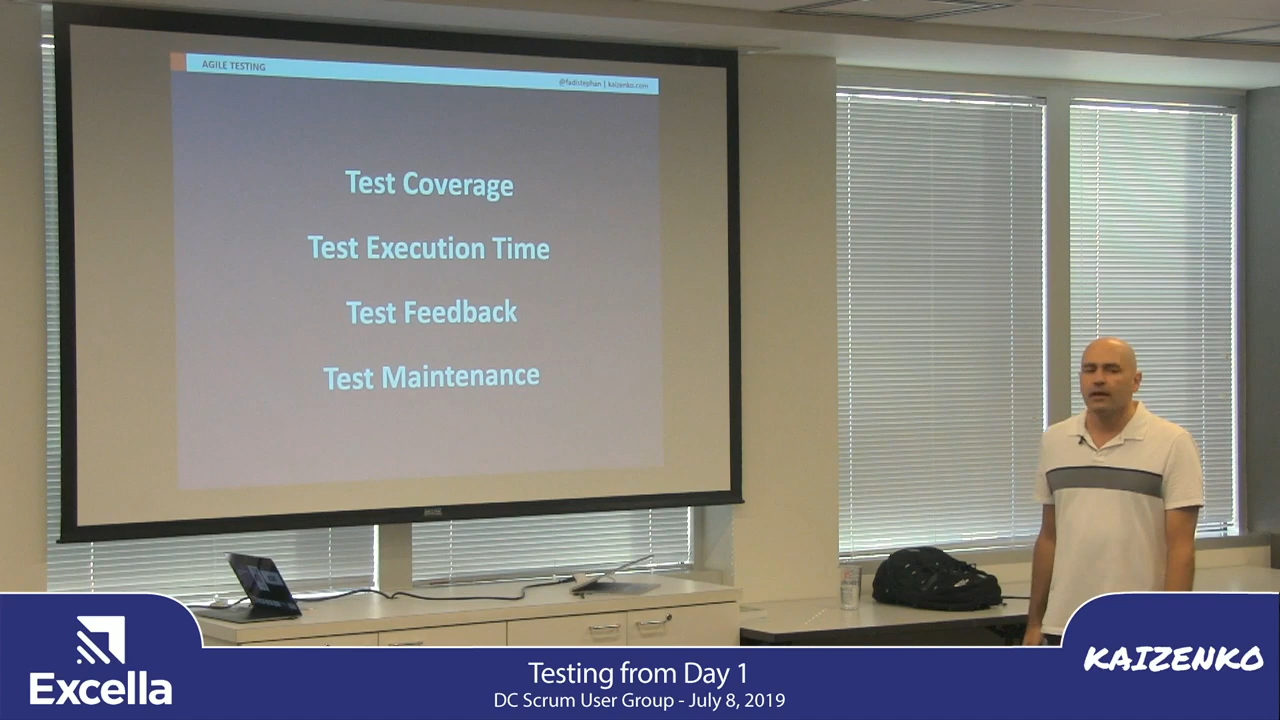 AGILE TESTING
@fadistephan | kaizenko.com
Test Coverage
Test Execution Time
Test Feedback
Test Maintenance
Excella
Testing from Day 1
DC Scrum User Group - July 8, 2019
KAIZENKO